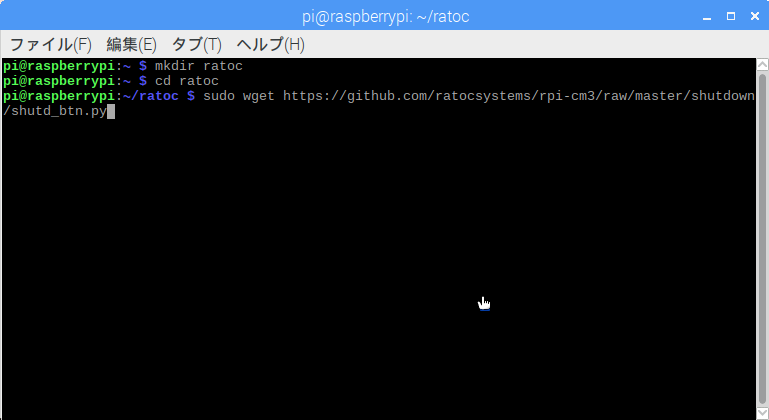 pi@raspberrypi: ~/ratoc
ファイル(F) 編集(E) タブ(T) ヘルプ(H)
pi@raspberrypi:~ $ mkdir ratoc
pi@raspberrypi:~ $ cd ratoc
pi@raspberrypi:~/ratoc $ sudo wget https://github.com/ratocsystems/rpi-cm3/raw/master/shutdown
/shutd_btn.py